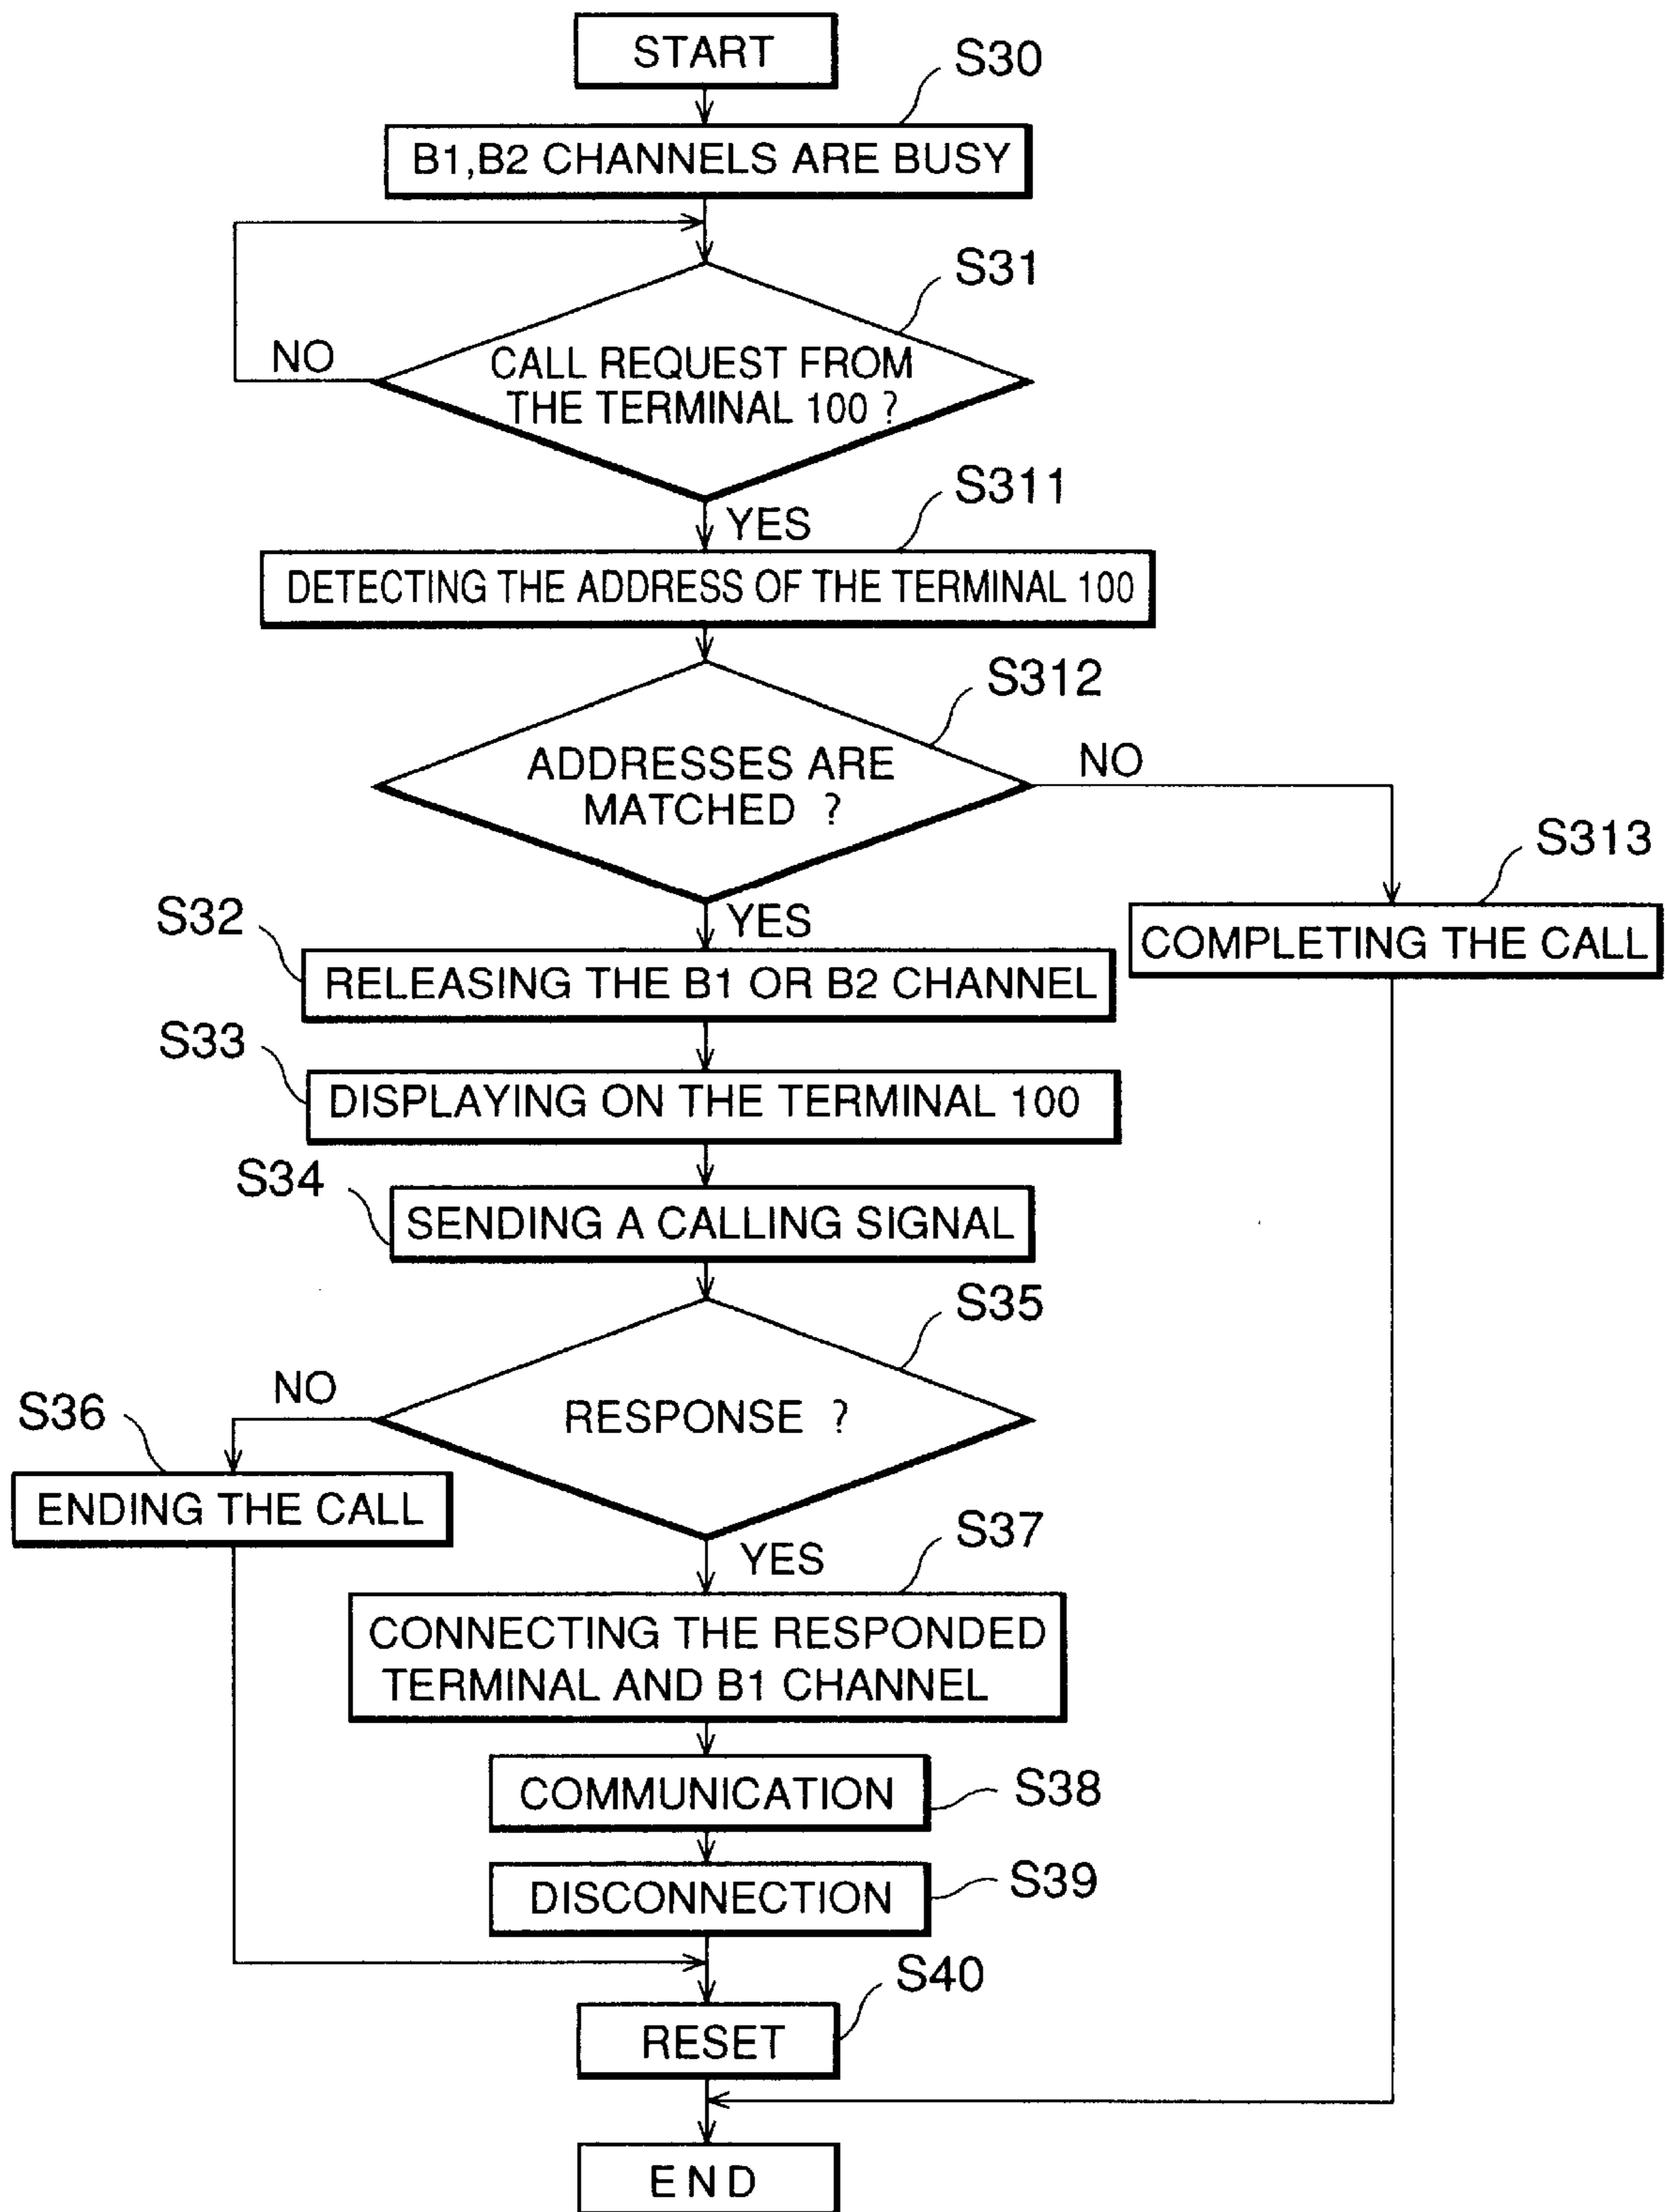 START
S30
B1,B2 CHANNELS ARE BUSY
S31
NO
CALL REQUEST FROM
THE TERMINAL 100 ?
S311
YES
DETECTING THE ADDRESS OF THE TERMINAL 100
S312
ADDRESSES ARE
MATCHED ?
NO
S313
COMPLETING THE CALL
S32
YES
RELEASING THE B1 OR B2 CHANNEL
S33
DISPLAYING ON THE TERMINAL 100
S34
SENDING A CALLING SIGNAL
S35
NO
RESPONSE ?
S36
ENDING THE CALL
S37
YES
CONNECTING THE RESPONDED
TERMINAL AND B1 CHANNEL
COMMUNICATION
S38
DISCONNECTION
S39
S40
RESET
END